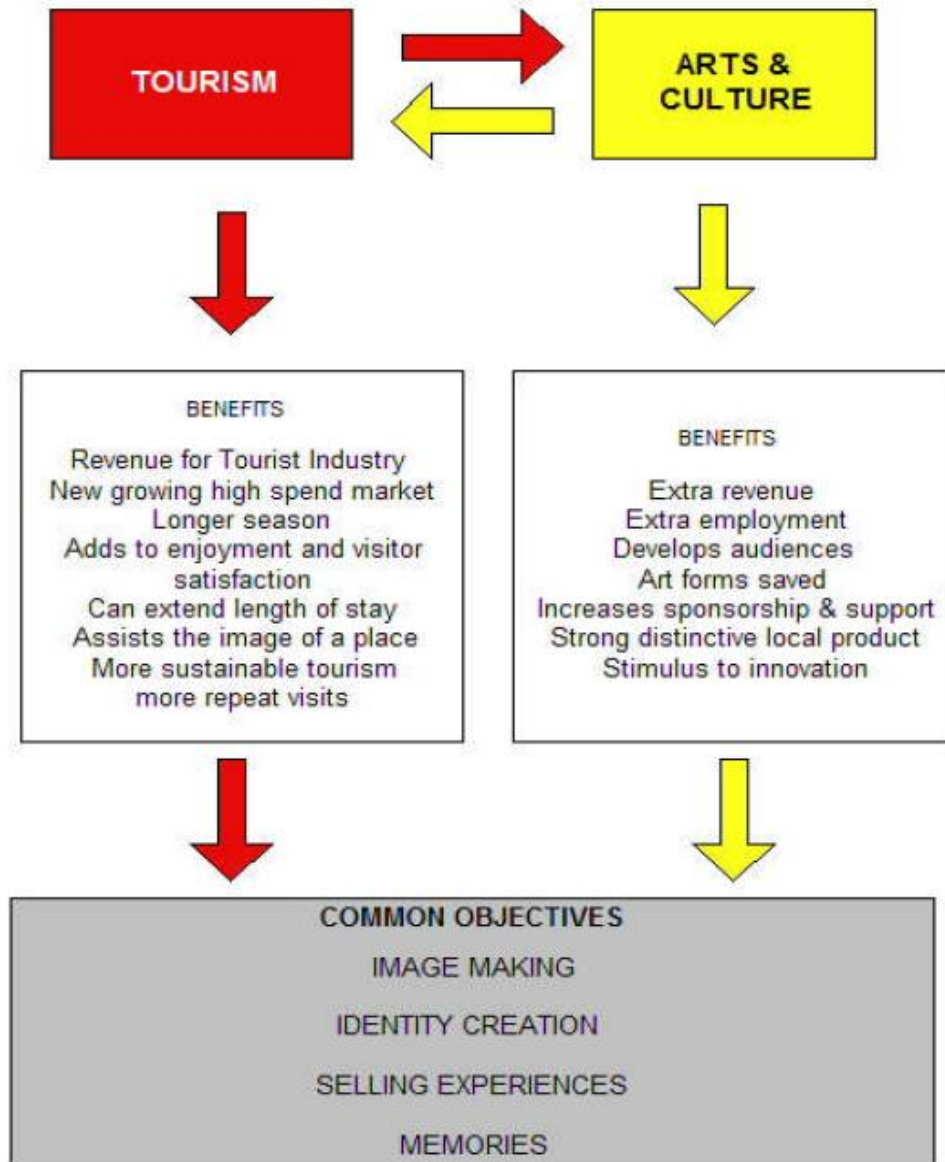 TOURISM
ARTS &
CULTURE
BENEFITS
Revenue for Tourist Industry
New growing high spend market
Longer season
Adds to enjoyment and visitor
satisfaction
Can extend length of stay
Assists the image of a place
More sustainable tourism
more repeat visits
BENEFITS
Extra revenue
Extra employment
Develops audiences
Art forms saved
Increases sponsorship & support
Strong distinctive local product
Stimulus to innovation
COMMON OBJECTIVES
IMAGE MAKING
IDENTITY CREATION
SELLING EXPERIENCES
MEMORIES